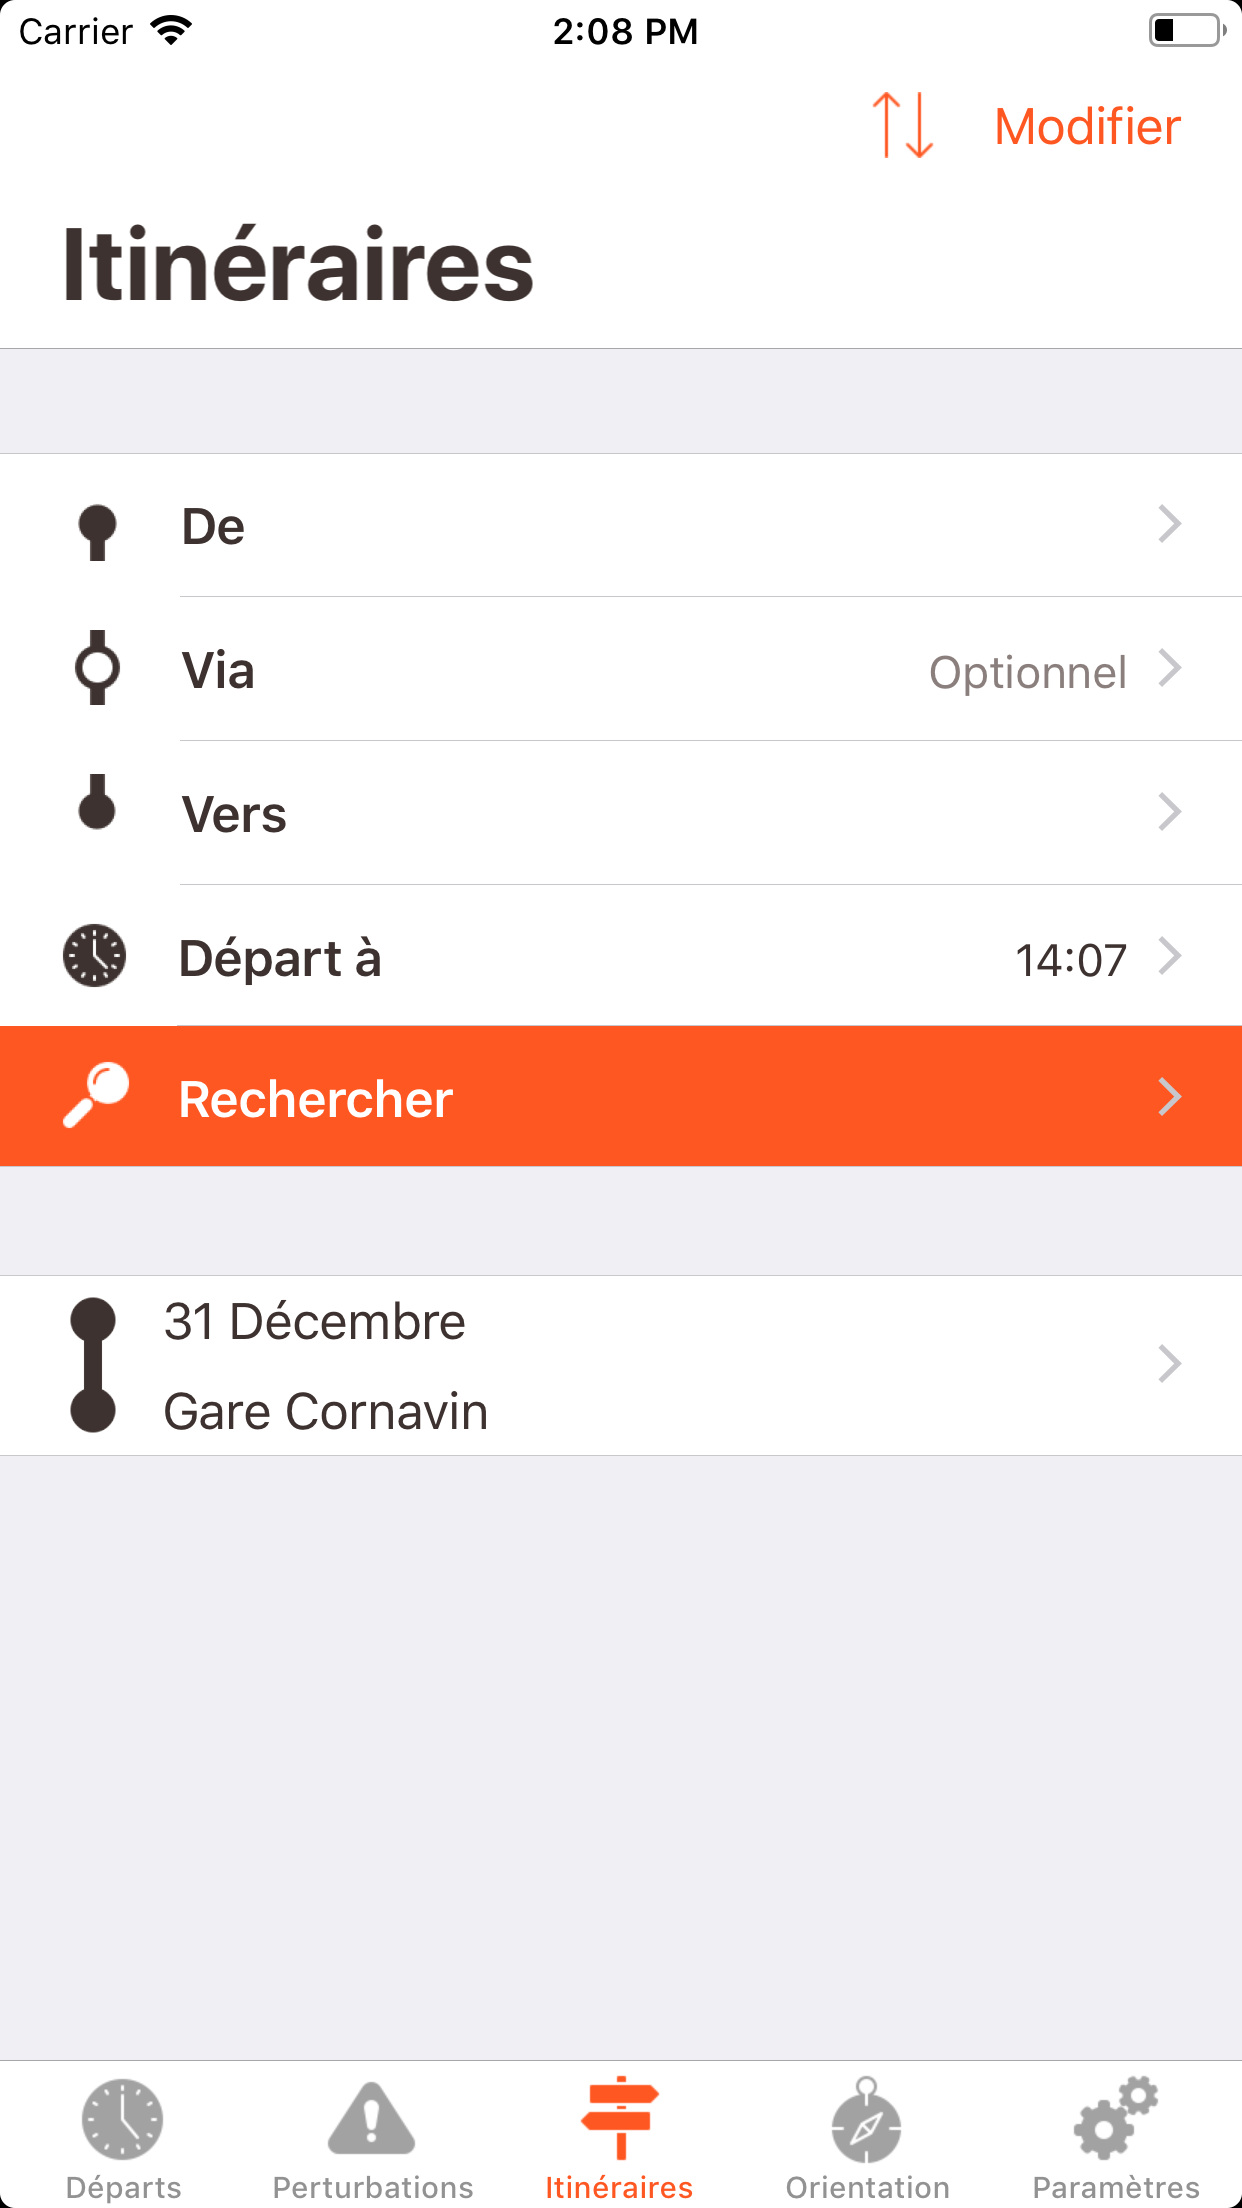 Carrier 2:08 PM
Modifier
Itinéraires
De
Via Optionnel
Vers
Départ à 14:07
Rechercher
31 Décembre
Gare Cornavin
Départs Perturbations Itinéraires Orientation Paramètres